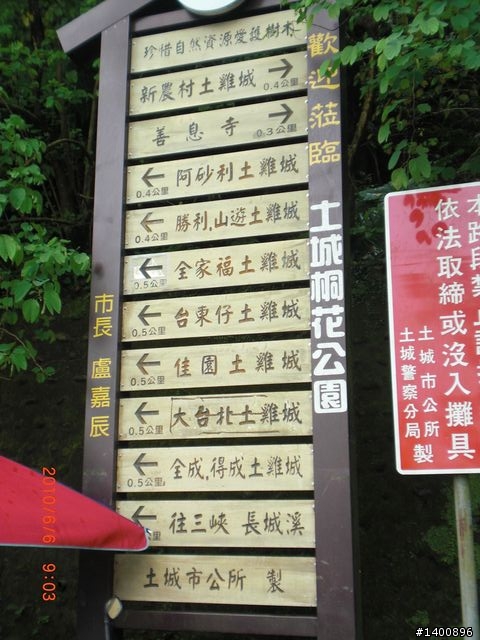 珍惜自然資源愛護樹木
新農村土雞城 → 0.4公里
善息寺 → 0.3公里
← 0.4公里 阿砂利土雞城
← 0.4公里 勝利.山遊土雞城
← 0.5公里 全家福土雞城
← 0.5公里 台東仔土雞城
← 0.5公里 佳園土雞城
← 0.5公里 大台北土雞城
← 0.5公里 全成.得成土雞城
← 往三峽 長城溪
土城市公所 製
歡迎蒞臨
土城桐花公園
市長 盧嘉辰
本路段禁止
依法取締或沒入攤具
土城市公所
土城警察分局 製
2010/6/6 9:03
#1400896